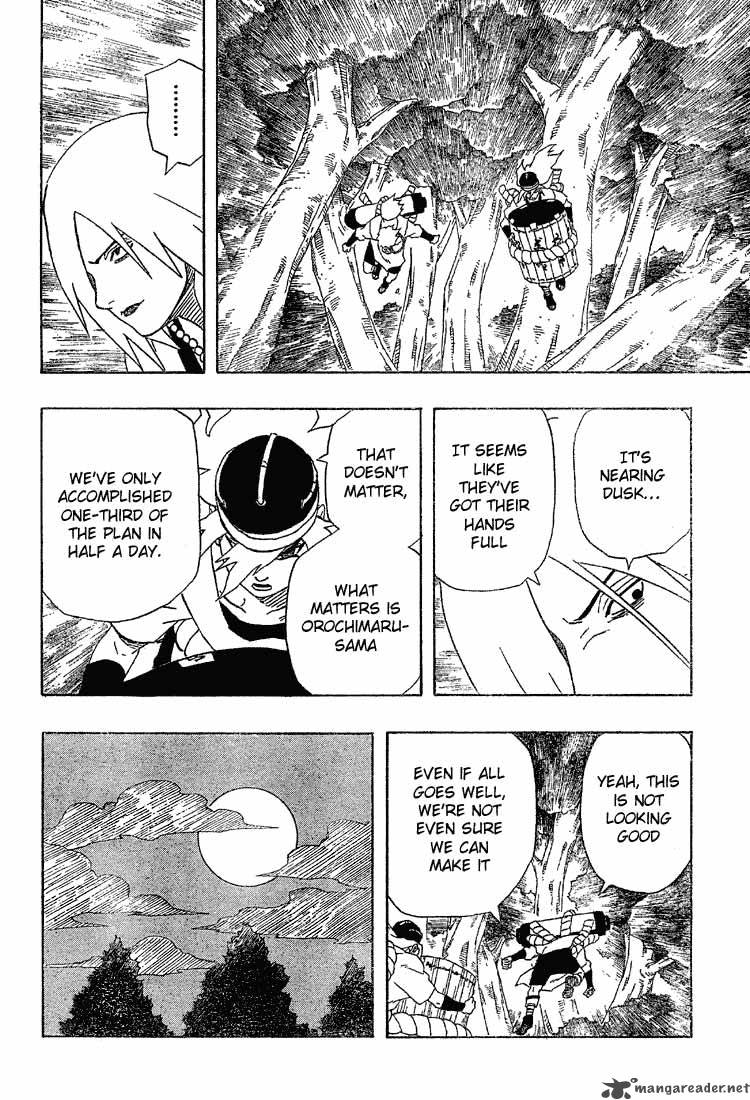 .........
IT'S
NEARING
DUSK...
IT SEEMS
LIKE
THEY'VE
GOT THEIR
HANDS
FULL
THAT
DOESN'T
MATTER,
WHAT
MATTERS IS
OROCHIMARU-
SAMA
WE'VE ONLY
ACCOMPLISHED
ONE-THIRD OF
THE PLAN IN
HALF A DAY.
YEAH, THIS
IS NOT
LOOKING
GOOD
EVEN IF ALL
GOES WELL,
WE'RE NOT
EVEN SURE
WE CAN
MAKE IT
mangareader.net